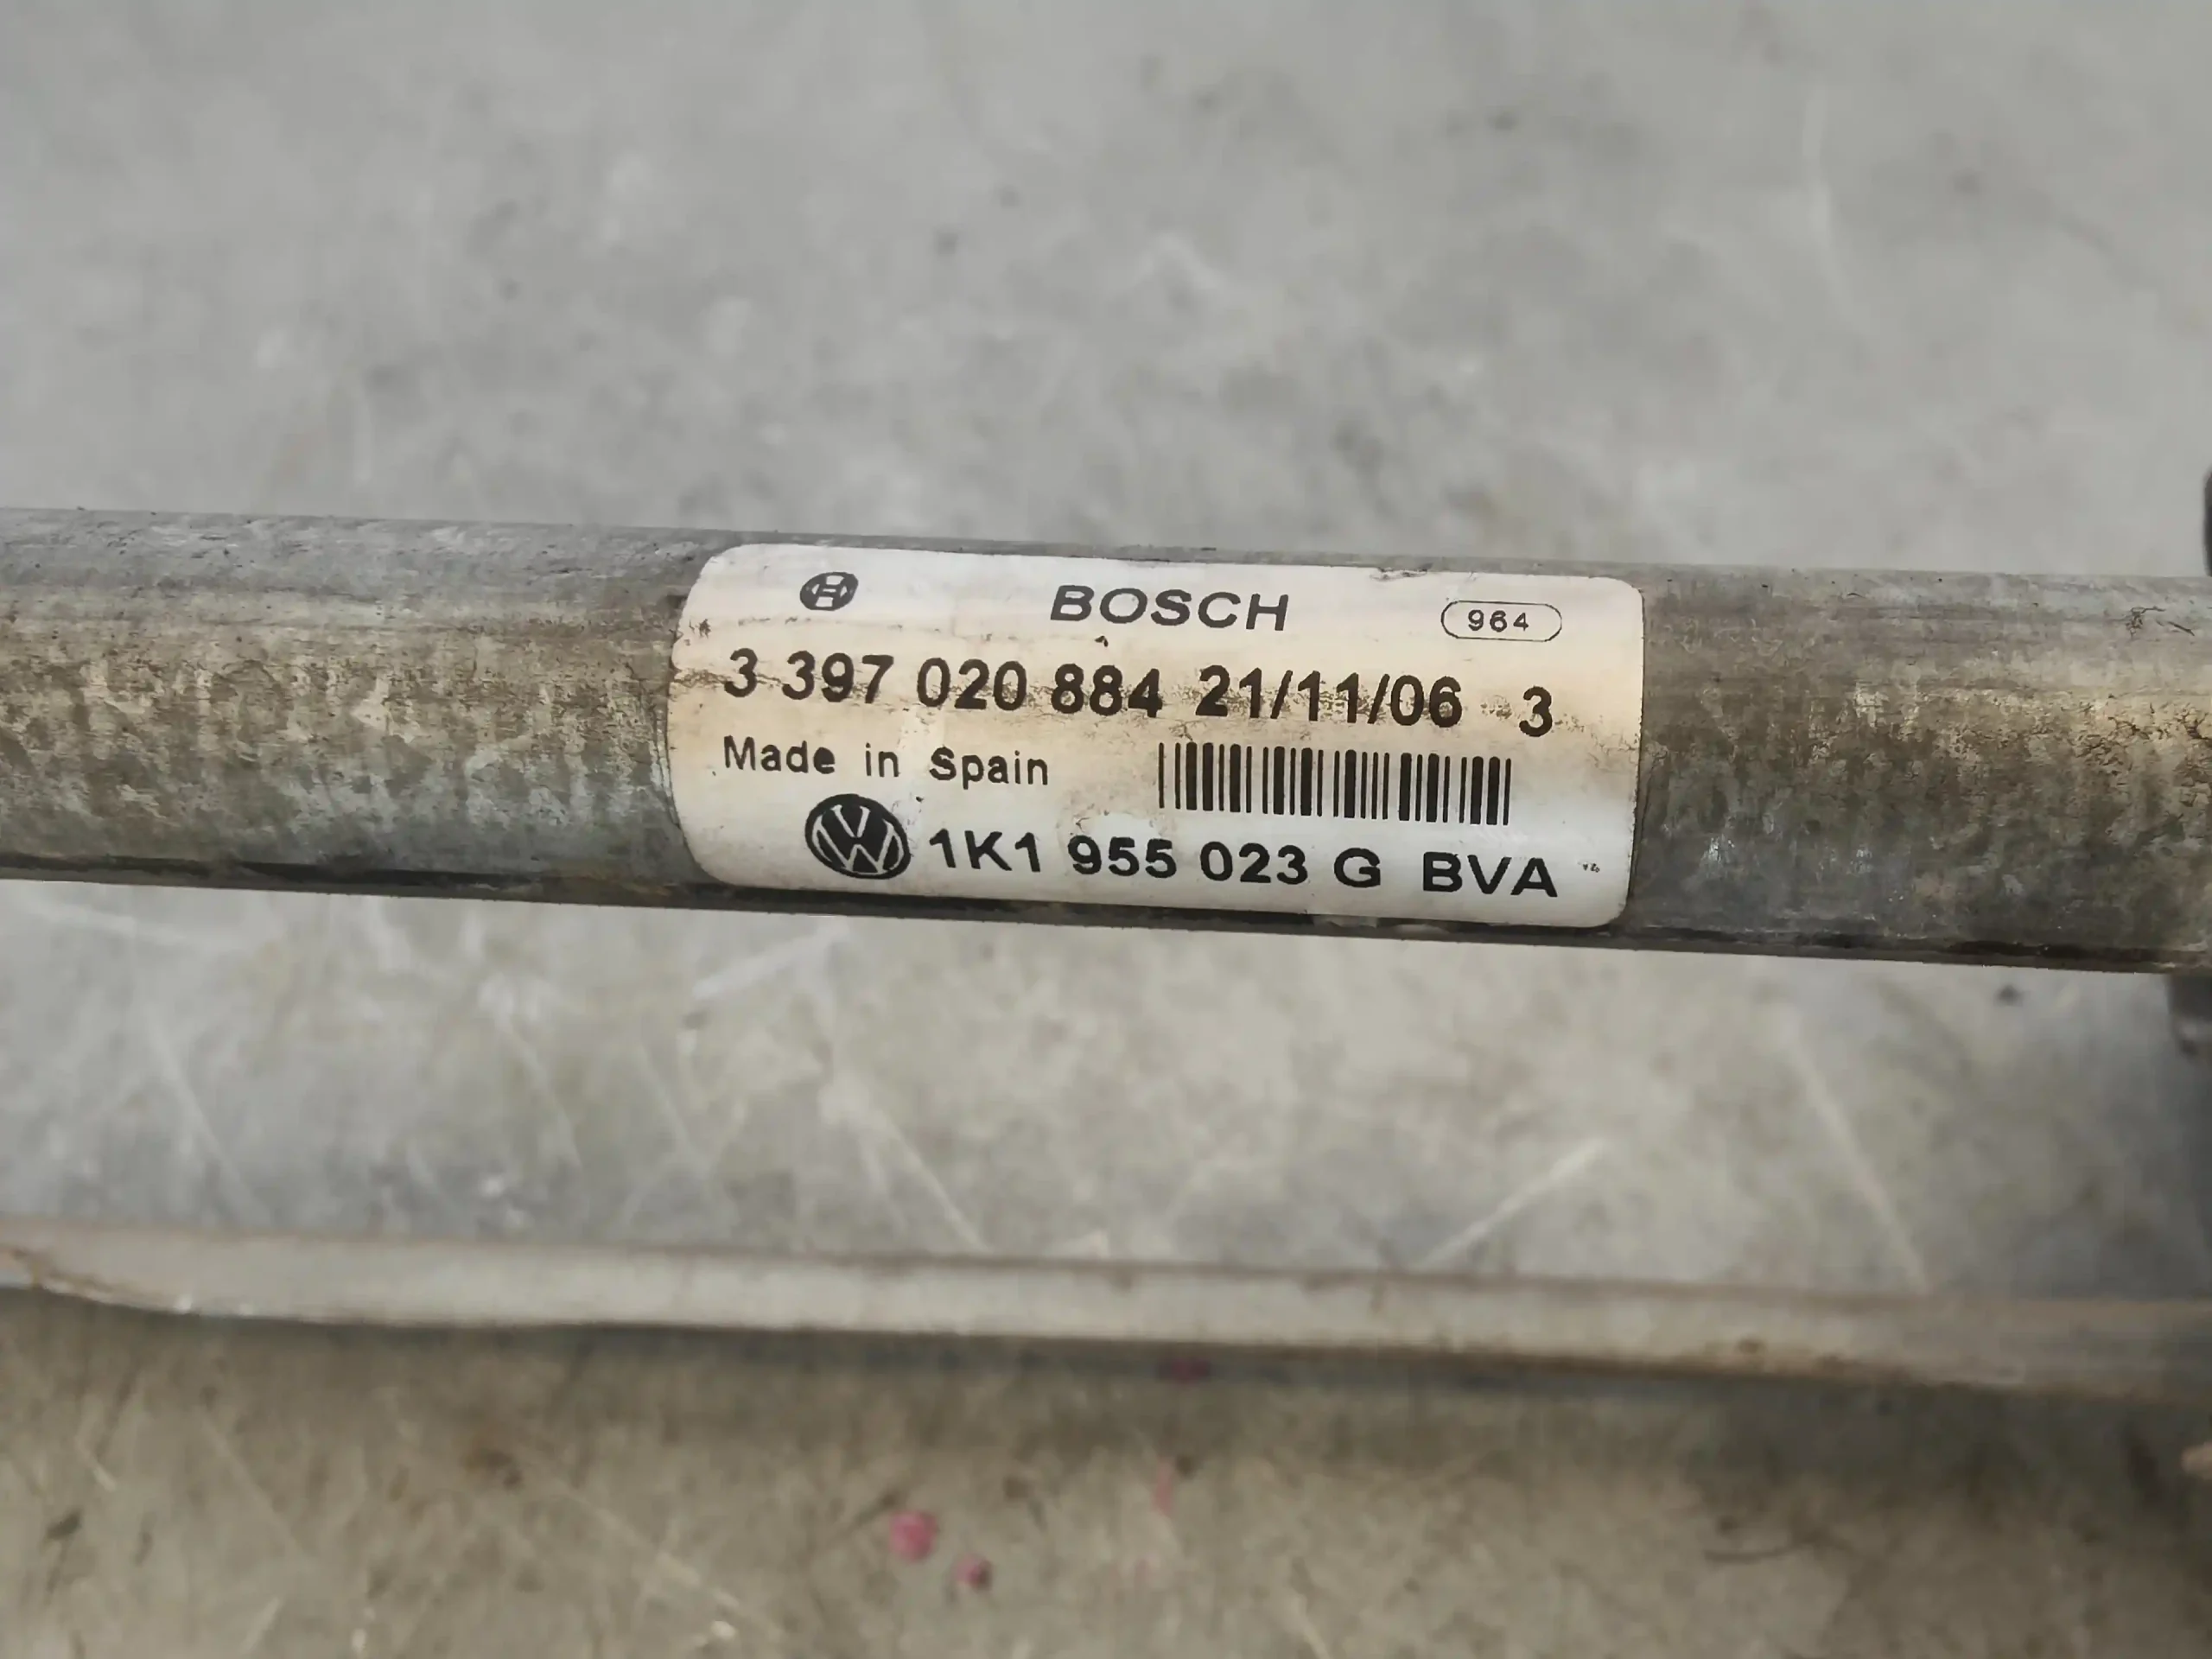 BOSCH 964
3 397 020 884 21/11/06 3
Made in Spain
1K1 955 023 G BVA